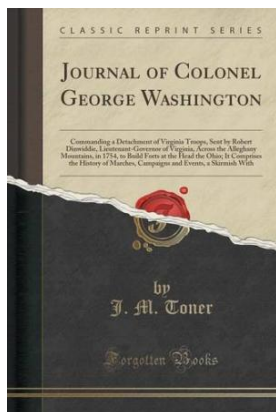 CLASSIC REPRINT SERIES
JOURNAL OF COLONEL
GEORGE WASHINGTON
Commanding a Detachment of Virginia Troops, Sent by Robert
Dinwiddie, Lieutenant-Governor of Virginia, Across the Alleghany
Mountains, in 1754, to Build Forts at the Head the Ohio; It Comprises
the History of Marches, Campaigns and Events, a Skirmish With
by
J. M. Toner
Forgotten Books